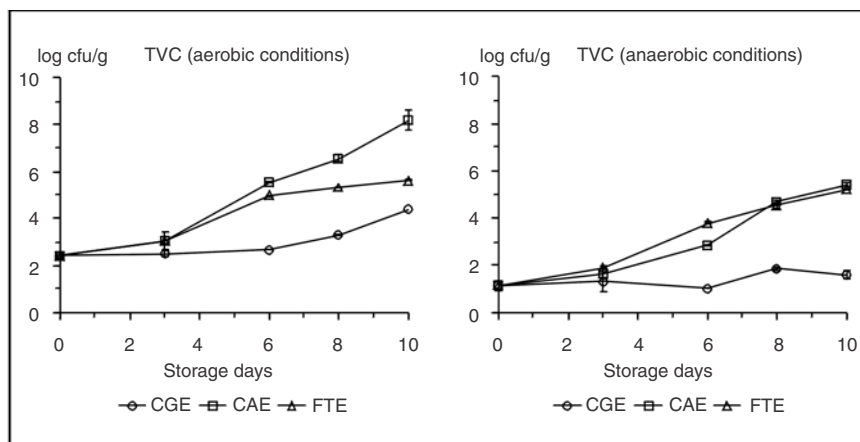 log cfu/g TVC (aerobic conditions)
10
8
6
4
2
0
0 2 4 6 8 10
Storage days
CGE CAE FTE
log cfu/g TVC (anaerobic conditions)
10
8
6
4
2
0
0 2 4 6 8 10
Storage days
CGE CAE FTE